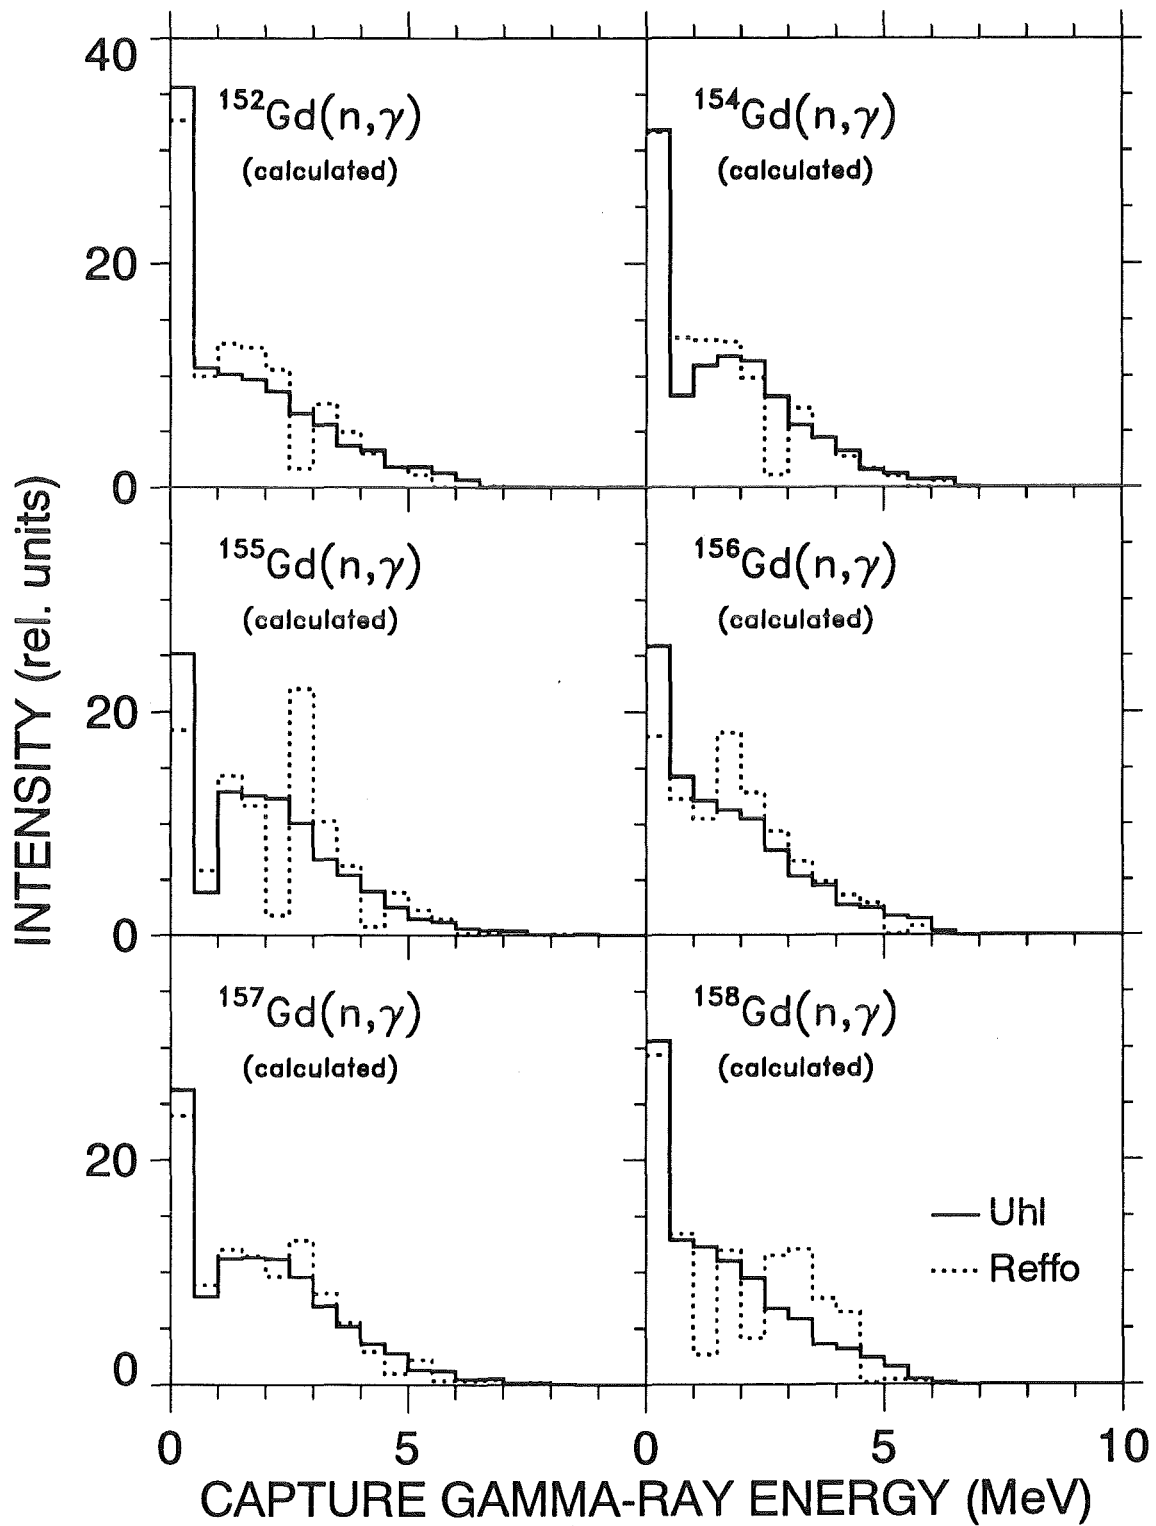 40
¹⁵²Gd(n,γ)
(calculated)
¹⁵⁴Gd(n,γ)
(calculated)
20
0
¹⁵⁵Gd(n,γ)
(calculated)
¹⁵⁶Gd(n,γ)
(calculated)
20
0
INTENSITY (rel. units)
¹⁵⁷Gd(n,γ)
(calculated)
¹⁵⁸Gd(n,γ)
(calculated)
20
Uhl
Reffo
0
0 5 0 5 10
CAPTURE GAMMA-RAY ENERGY (MeV)